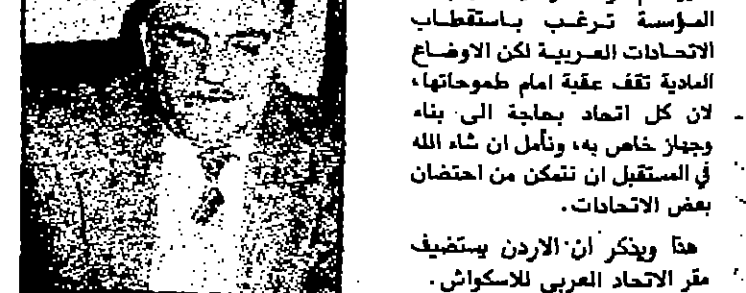 المؤسسة ترغب باستقطاب
الاتحادات العربية لكن الاوضاع
المادية تقف عقبة امام طموحاتها،
لان كل اتحاد بحاجة الى بناء
وجهاز خاص به، ونأمل ان شاء الله
في المستقبل ان نتمكن من احتضان
بعض الاتحادات.
هذا ويذكر ان الاردن يستضيف
مقر الاتحاد العربي للاسكواش.